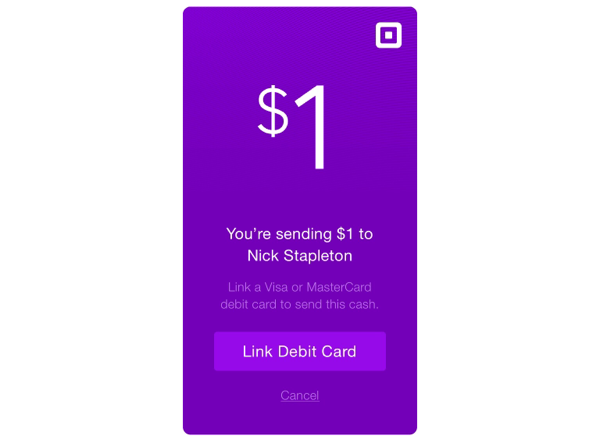 $1
You’re sending $1 to
Nick Stapleton
Link a Visa or MasterCard
debit card to send this cash.
Link Debit Card
Cancel